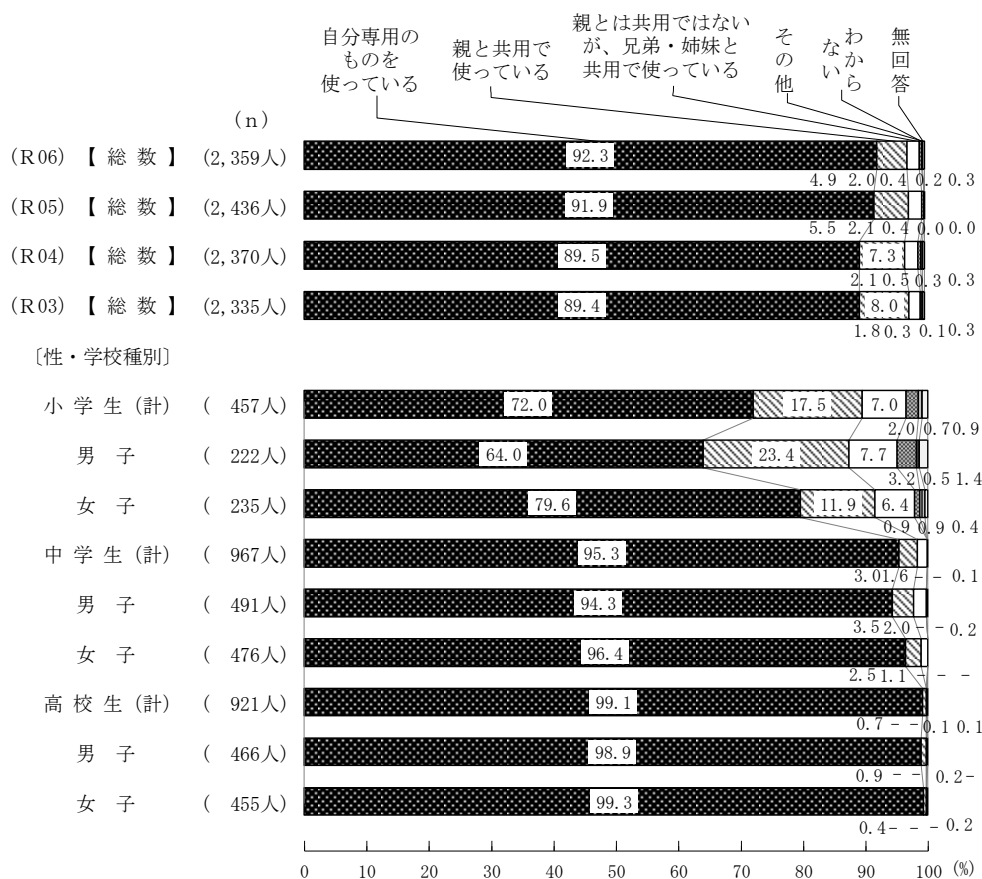 自分専用の
ものを
使っている
親と共用で
使っている
親とは共用ではない
が、兄弟・姉妹と
共用で使っている
その他
わから
ない
無回答
(n)
(R06) 【 総 数 】 (2,359人) 92.3
4.9 2.0 0.4 0.2 0.3
(R05) 【 総 数 】 (2,436人) 91.9
5.5 2.1 0.4 0.0 0.0
(R04) 【 総 数 】 (2,370人) 89.5 7.3
2.1 0.5 0.3 0.3
(R03) 【 総 数 】 (2,335人) 89.4 8.0
1.8 0.3 0.1 0.3
〔性・学校種別〕
小 学 生 (計) ( 457人) 72.0 17.5 7.0
2.0 0.7 0.9
男 子 ( 222人) 64.0 23.4 7.7
3.2 0.5 1.4
女 子 ( 235人) 79.6 11.9 6.4
0.9 0.9 0.4
中 学 生 (計) ( 967人) 95.3
3.0 1.6 - - 0.1
男 子 ( 491人) 94.3
3.5 2.0 - - 0.2
女 子 ( 476人) 96.4
2.5 1.1 - - -
高 校 生 (計) ( 921人) 99.1
0.7 - - 0.1 0.1
男 子 ( 466人) 98.9
0.9 - - 0.2 -
女 子 ( 455人) 99.3
0.4 - - - 0.2
0 10 20 30 40 50 60 70 80 90 100 (%)